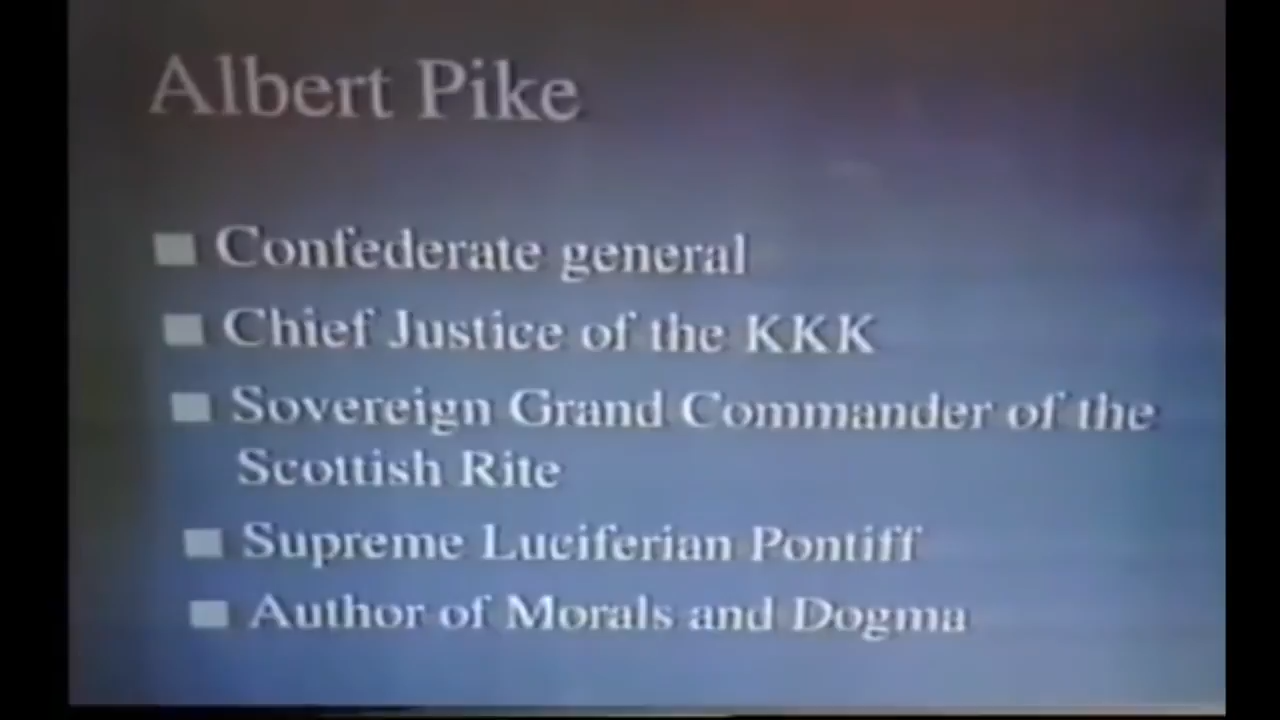 Albert Pike
Confederate general
Chief Justice of the KKK
Sovereign Grand Commander of the
Scottish Rite
Supreme Luciferian Pontiff
Author of Morals and Dogma